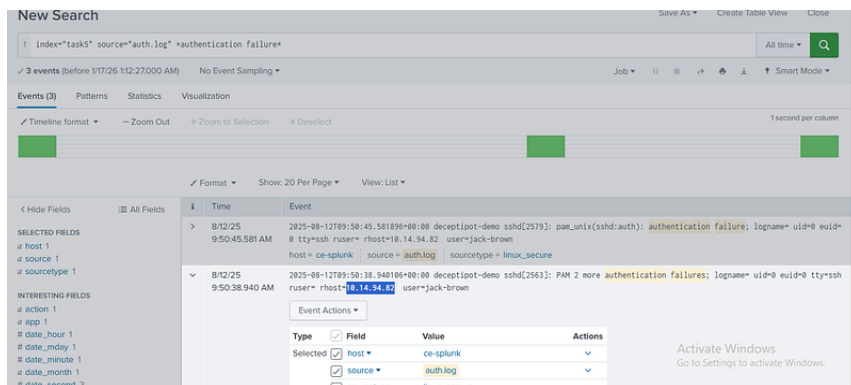 New Search
Save As ▾ Create Table View Close
1 index="task5" source="auth.log" *authentication failure*
All time ▾
✓ 3 events (before 1/17/26 1:12:27.000 AM) No Event Sampling ▾
Job ▾ Smart Mode ▾
Events (3) Patterns Statistics Visualization
Timeline format ▾ — Zoom Out + Zoom to Selection × Deselect
1 second per column
Format ▾ Show: 20 Per Page ▾ View: List ▾
< Hide Fields All Fields
i Time Event
SELECTED FIELDS
a host 1
a source 1
a sourcetype 1
INTERESTING FIELDS
a action 1
a app 1
# date_hour 1
# date_mday 1
# date_minute 1
a date_month 1
# date_second 2
> 8/12/25
9:50:45.581 AM
2025-08-12T09:50:45.581896+00:00 deceptipot-demo sshd[2579]: pam_unix(sshd:auth): authentication failure; logname= uid=0 euid=
0 tty=ssh ruser= rhost=10.14.94.82 user=jack-brown
host = ce-splunk source = auth.log sourcetype = linux_secure
8/12/25
9:50:38.940 AM
2025-08-12T09:50:38.940106+00:00 deceptipot-demo sshd[2563]: PAM 2 more authentication failures; logname= uid=0 euid=0 tty=ssh
ruser= rhost=10.14.94.82 user=jack-brown
Event Actions ▾
Type Field Value Actions
Selected host ▾ ce-splunk
source ▾ auth.log
Activate Windows
Go to Settings to activate Windows.